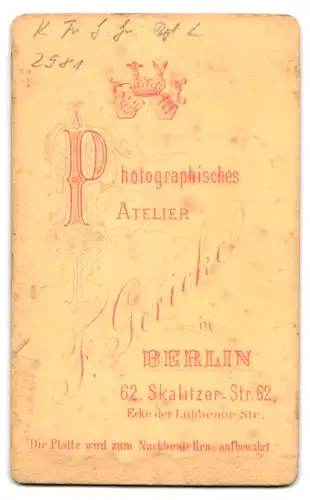 2981
Photographisches
ATELIER
F. Gericke
in
BERLIN
62. Skalitzer-Str. 62,
Ecke der Lübbener Str.
Die Platte wird zum Nachbestellen aufbewahrt.